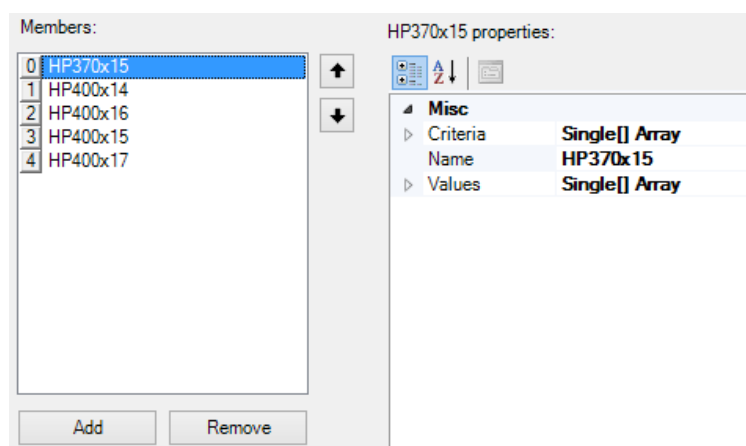 Members:
0 HP370x15
1 HP400x14
2 HP400x16
3 HP400x15
4 HP400x17
Add Remove
HP370x15 properties:
A
Z
Misc
Criteria Single[] Array
Name HP370x15
Values Single[] Array